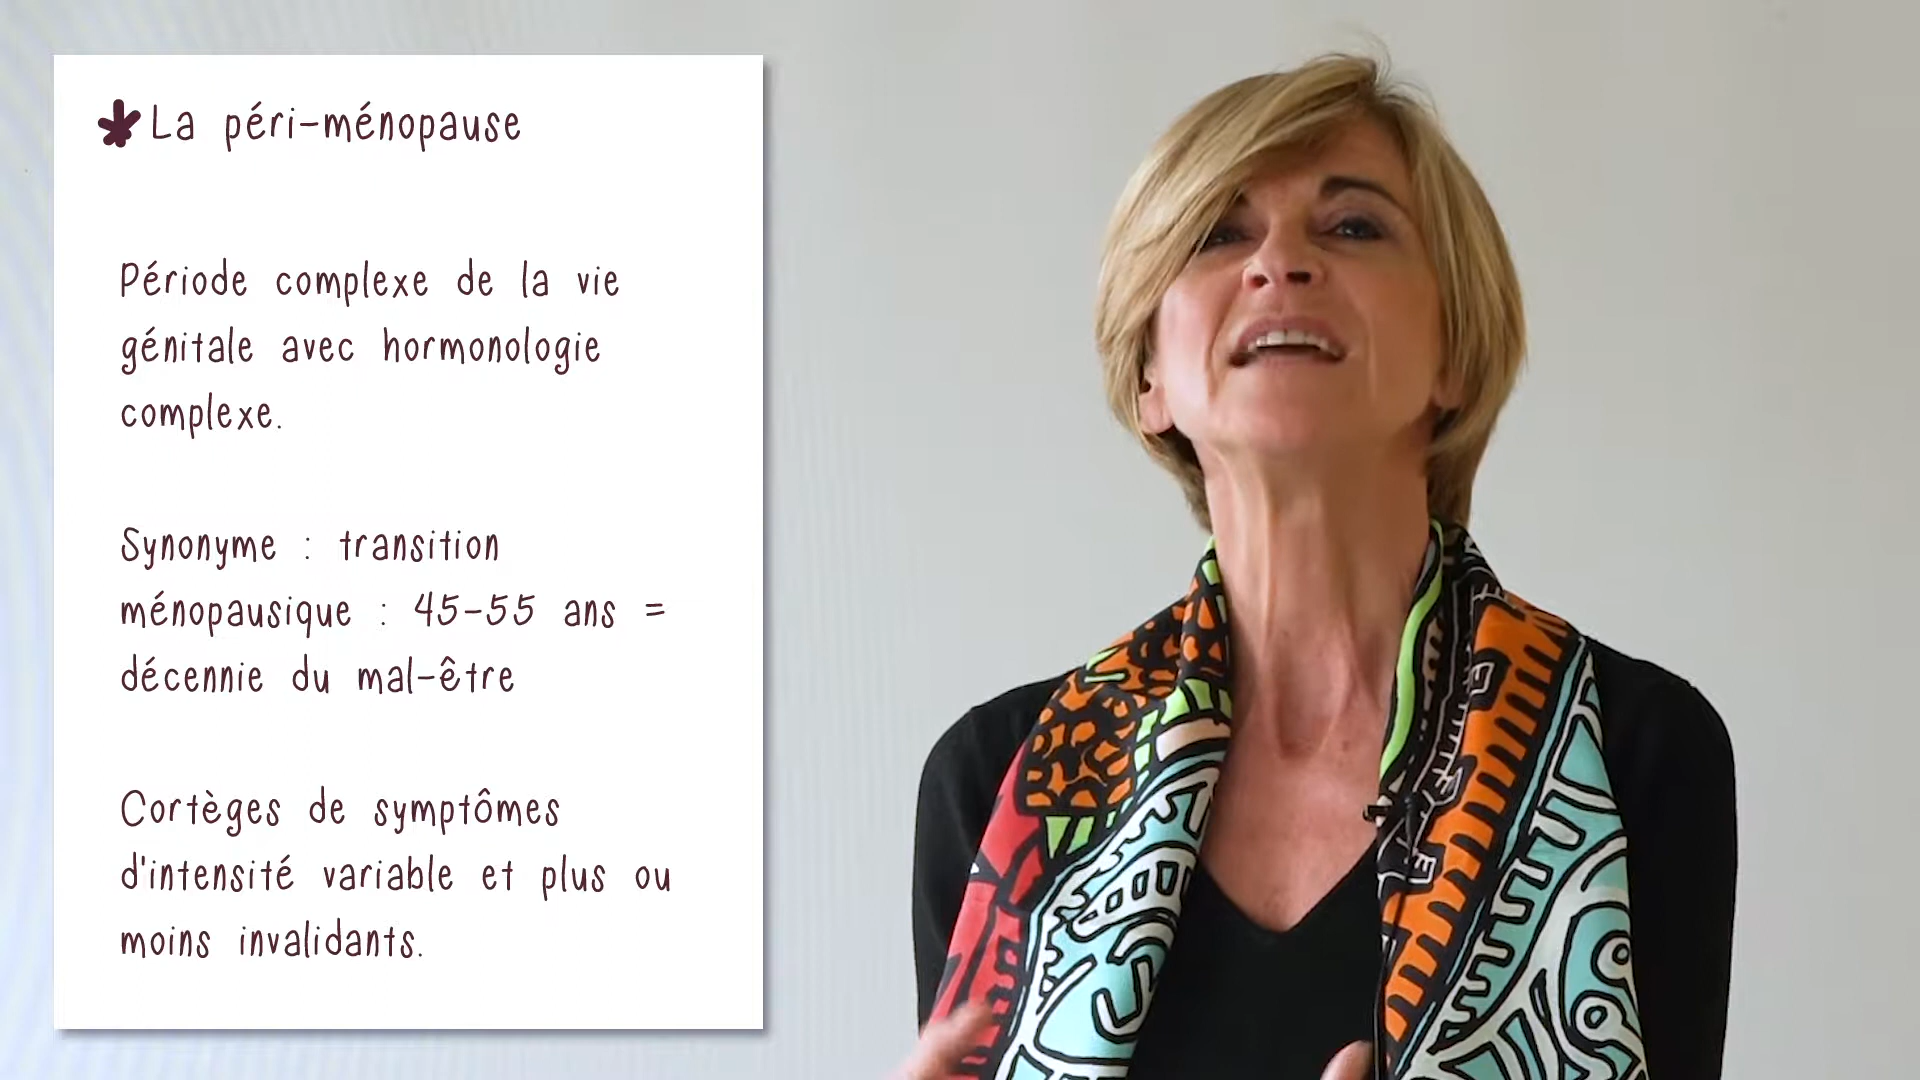 La péri-ménopause
Période complexe de la vie
génitale avec hormonologie
complexe.
Synonyme : transition
ménopausique : 45-55 ans =
décennie du mal-être
Cortèges de symptômes
d'intensité variable et plus ou
moins invalidants.